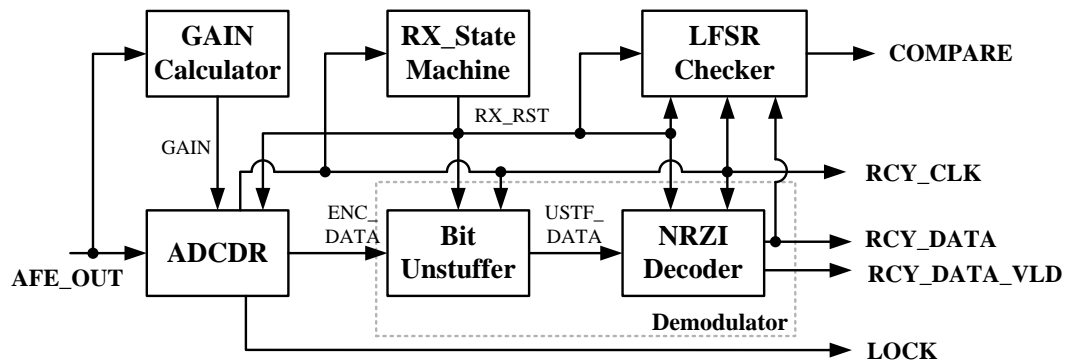 GAIN
Calculator
RX_State
Machine
LFSR
Checker
COMPARE
RX_RST
GAIN
RCY_CLK
ENC_
DATA
USTF_
DATA
ADCDR
Bit
Unstuffer
NRZI
Decoder
RCY_DATA
RCY_DATA_VLD
AFE_OUT
Demodulator
LOCK